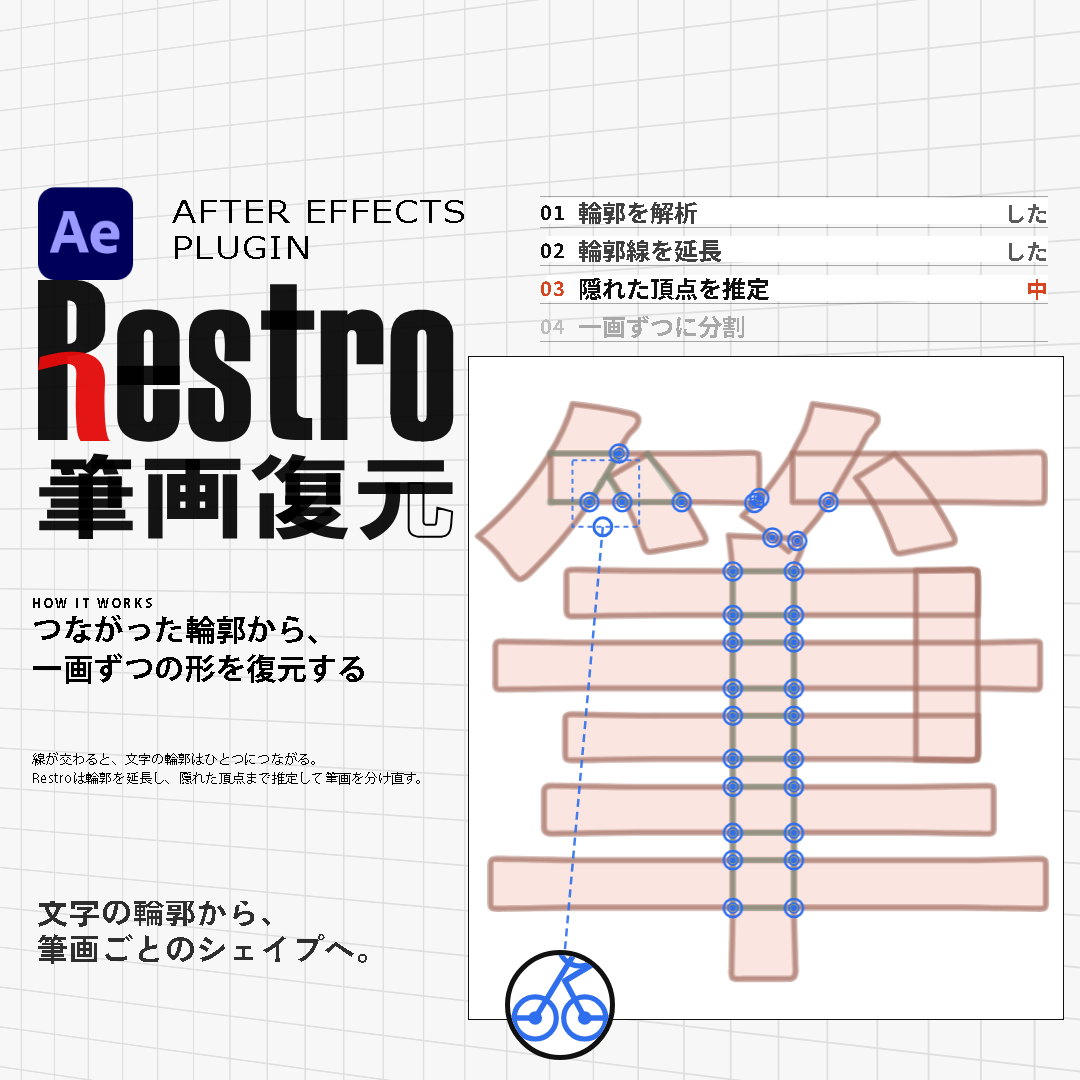 Ae
AFTER EFFECTS
PLUGIN
Restro
筆画復元
HOW IT WORKS
つながった輪郭から、
一画ずつの形を復元する
線が交わると、文字の輪郭はひとつにつながる。
Restroは輪郭を延長し、隠れた頂点まで推定して筆画を分け直す。
文字の輪郭から、
筆画ごとのシェイプへ。
01 輪郭を解析 した
02 輪郭線を延長 した
03 隠れた頂点を推定 中
04 一画ずつに分割
筆